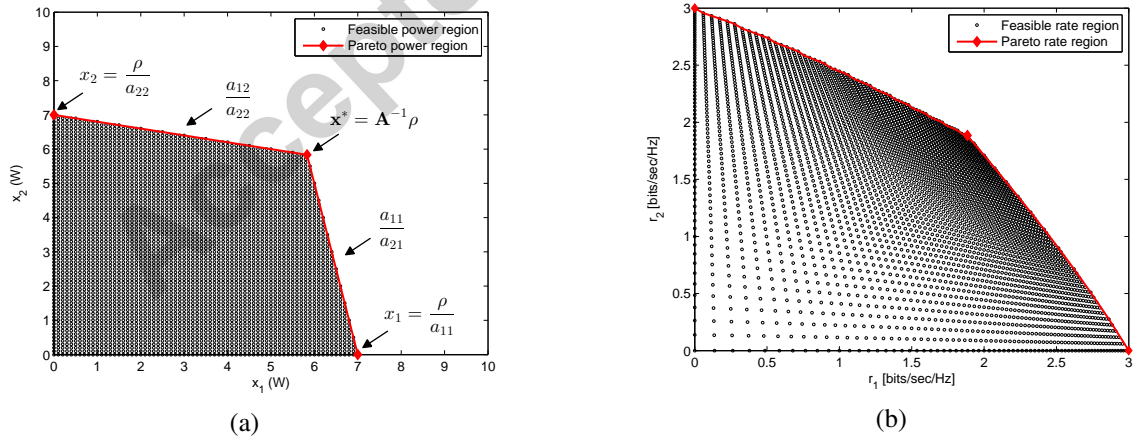 10
9
8
7
6
5
4
3
2
1
0
x₂ (W)
Feasible power region
Pareto power region
x₂ = ρ/a₂₂
a₁₂/a₂₂
x* = A⁻¹ρ
a₁₁/a₂₁
x₁ = ρ/a₁₁
0 1 2 3 4 5 6 7 8 9 10
x₁ (W)
(a)
3
2.5
2
1.5
1
0.5
0
r₂ [bits/sec/Hz]
Feasible rate region
Pareto rate region
0 0.5 1 1.5 2 2.5 3
r₁ [bits/sec/Hz]
(b)